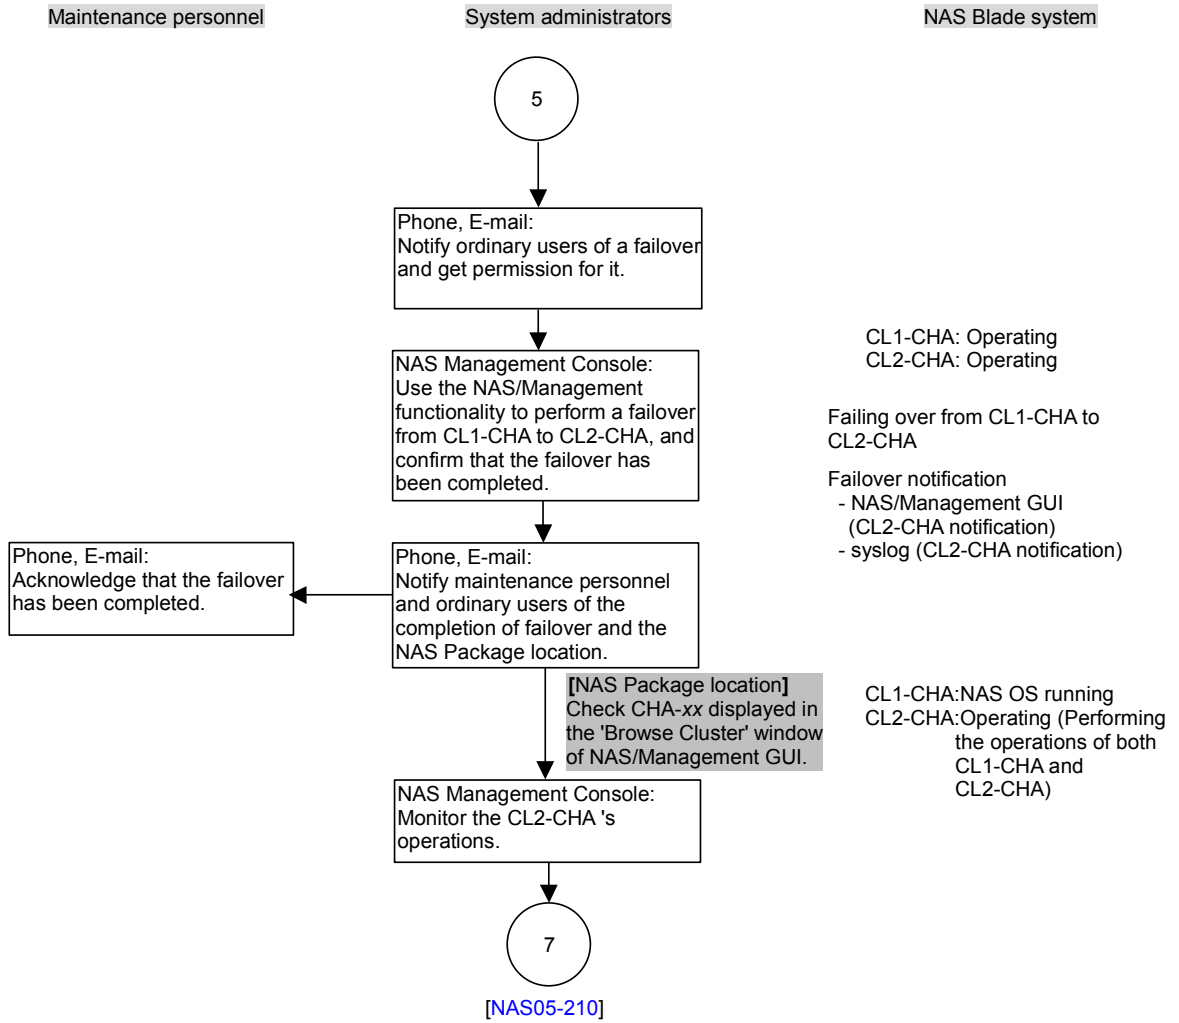 Maintenance personnel
System administrators
NAS Blade system
5
Phone, E-mail:
Notify ordinary users of a failover
and get permission for it.
NAS Management Console:
Use the NAS/Management
functionality to perform a failover
from CL1-CHA to CL2-CHA, and
confirm that the failover has
been completed.
CL1-CHA: Operating
CL2-CHA: Operating
Failing over from CL1-CHA to
CL2-CHA
Failover notification
- NAS/Management GUI
(CL2-CHA notification)
- syslog (CL2-CHA notification)
Phone, E-mail:
Acknowledge that the failover
has been completed.
Phone, E-mail:
Notify maintenance personnel
and ordinary users of the
completion of failover and the
NAS Package location.
[NAS Package location]
Check CHA-xx displayed in
the 'Browse Cluster' window
of NAS/Management GUI.
CL1-CHA:NAS OS running
CL2-CHA:Operating (Performing
the operations of both
CL1-CHA and
CL2-CHA)
NAS Management Console:
Monitor the CL2-CHA 's
operations.
7
[NAS05-210]